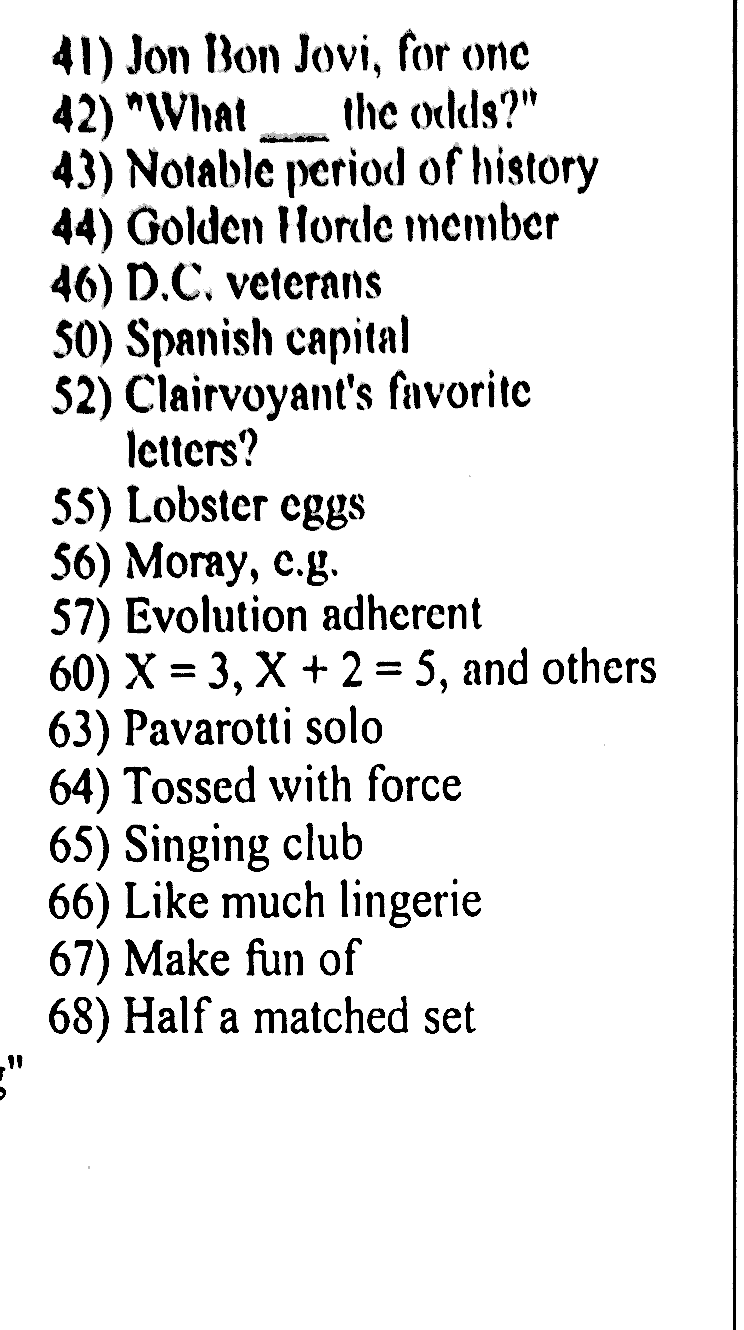 41) Jon Bon Jovi, for one
42) "What ___ the odds?"
43) Notable period of history
44) Golden Horde member
46) D.C. veterans
50) Spanish capital
52) Clairvoyant's favorite
letters?
55) Lobster eggs
56) Moray, e.g.
57) Evolution adherent
60) X = 3, X + 2 = 5, and others
63) Pavarotti solo
64) Tossed with force
65) Singing club
66) Like much lingerie
67) Make fun of
68) Half a matched set